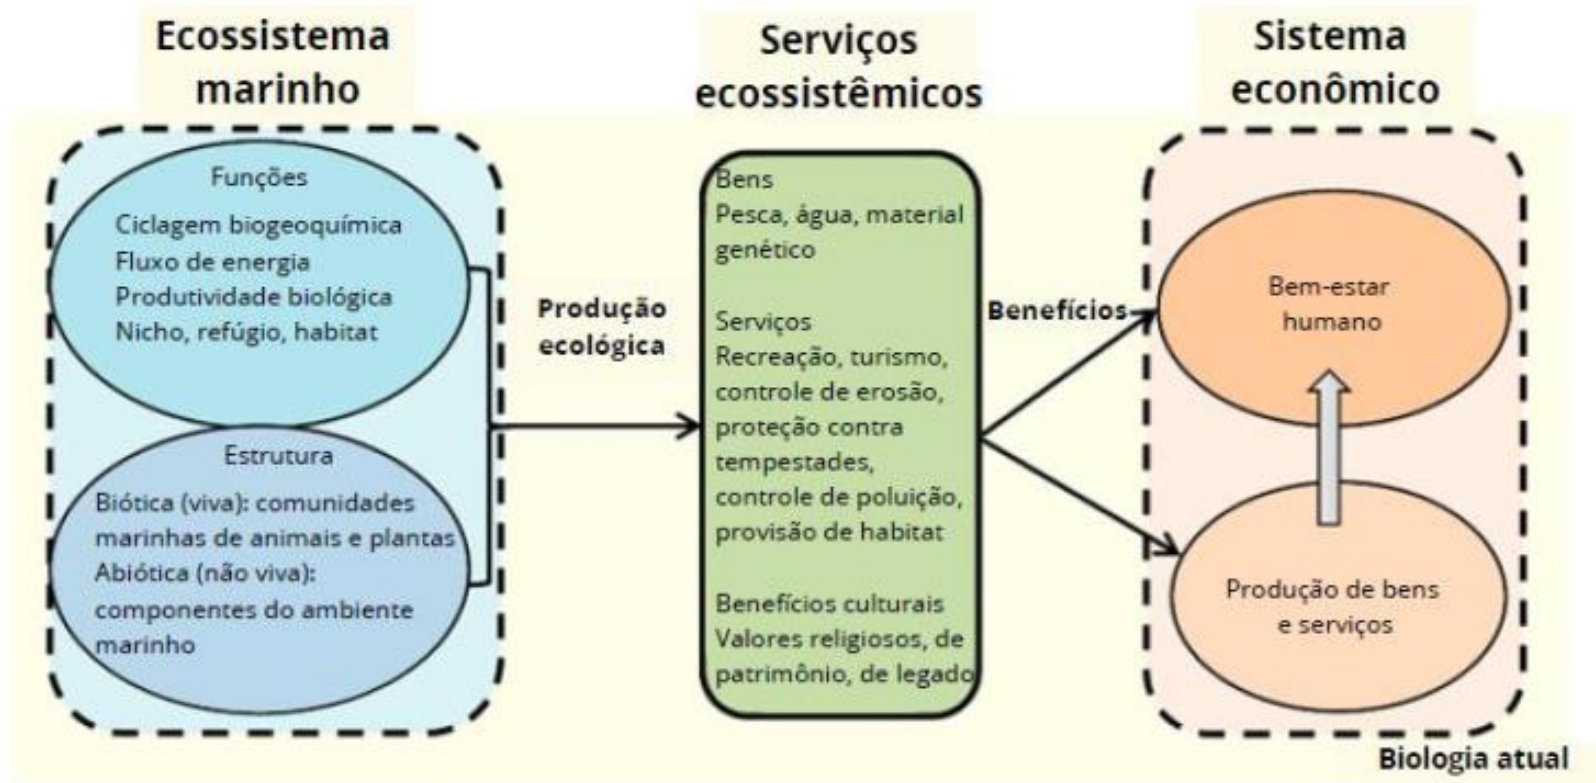 Ecossistema
marinho
Funções
Ciclagem biogeoquímica
Fluxo de energia
Produtividade biológica
Nicho, refúgio, habitat
Estrutura
Biótica (viva): comunidades
marinhas de animais e plantas
Abiótica (não viva):
componentes do ambiente
marinho
Produção
ecológica
Serviços
ecossistêmicos
Bens
Pesca, água, material
genético
Serviços
Recreação, turismo,
controle de erosão,
proteção contra
tempestades,
controle de poluição,
provisão de habitat
Benefícios culturais
Valores religiosos, de
patrimônio, de legado
Benefícios
Sistema
econômico
Bem-estar
humano
Produção de bens
e serviços
Biologia atual